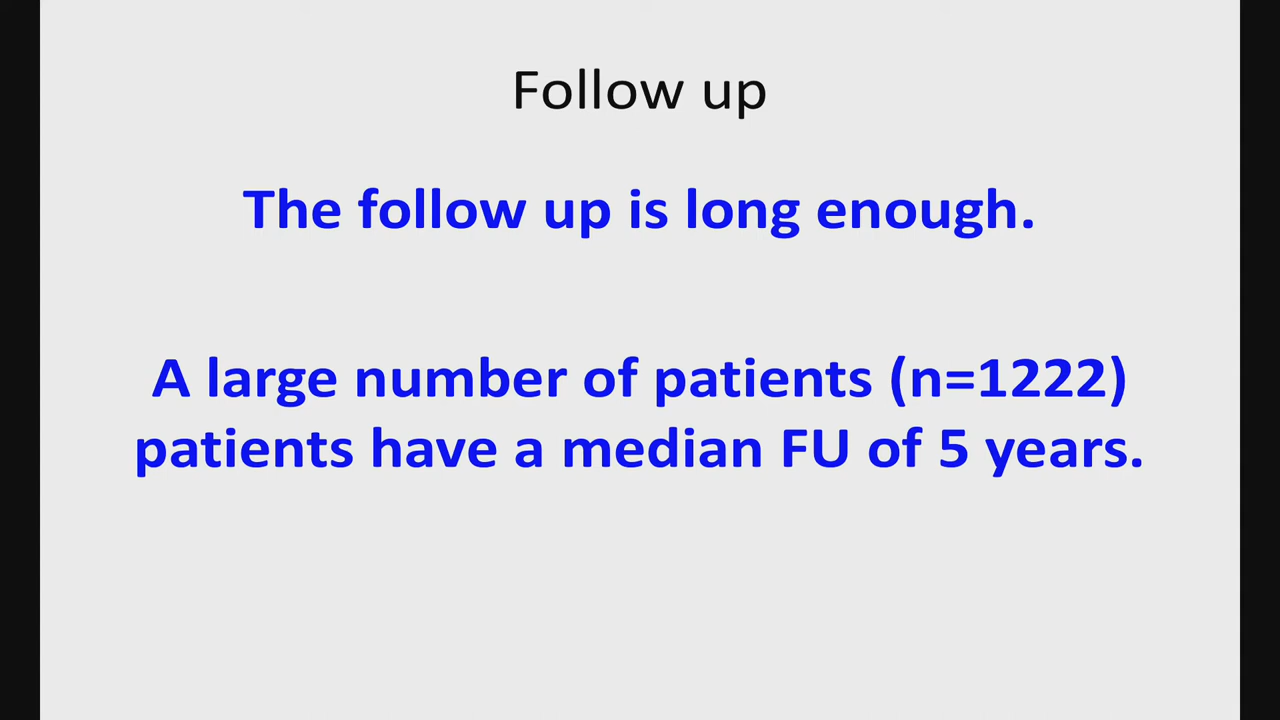 Follow up
The follow up is long enough.
A large number of patients (n=1222)
patients have a median FU of 5 years.